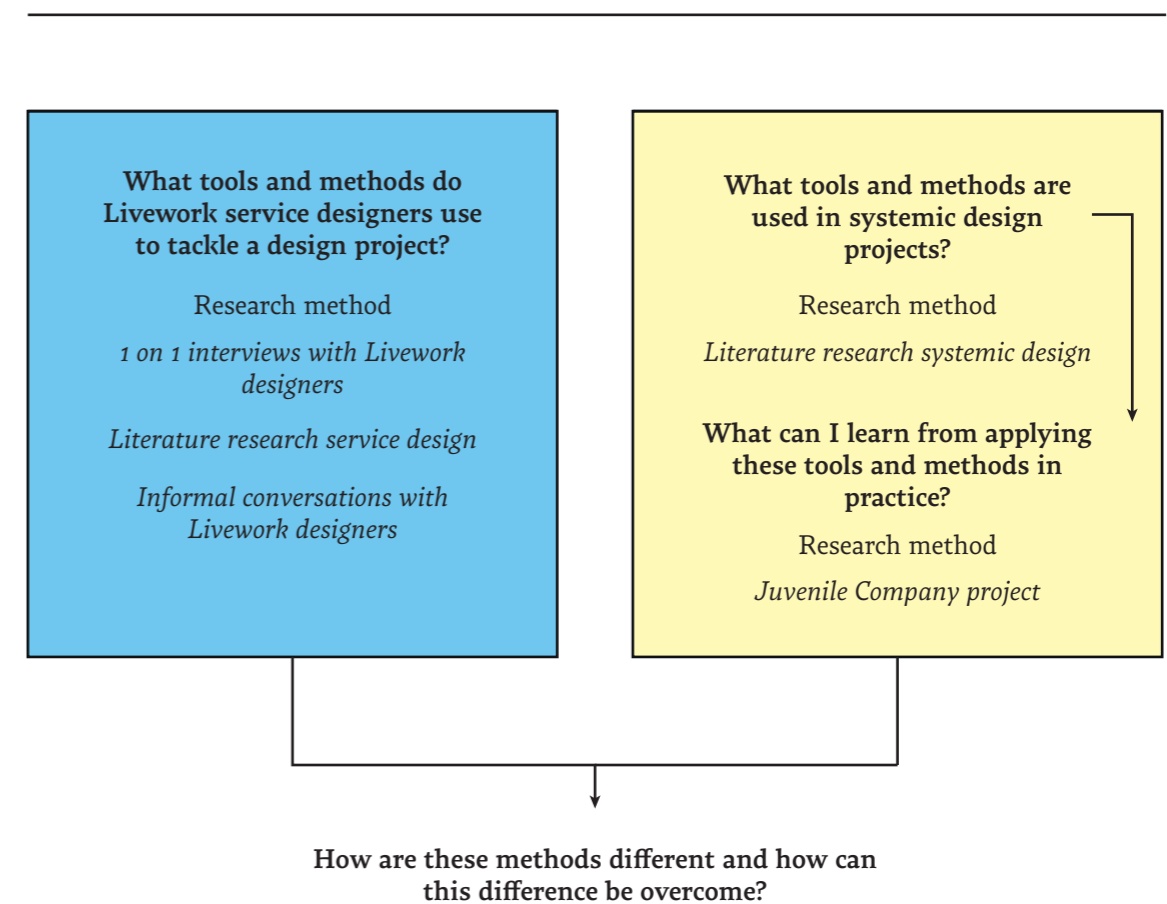 What tools and methods do
Livework service designers use
to tackle a design project?
Research method
1 on 1 interviews with Livework
designers
Literature research service design
Informal conversations with
Livework designers
What tools and methods are
used in systemic design
projects?
Research method
Literature research systemic design
What can I learn from applying
these tools and methods in
practice?
Research method
Juvenile Company project
How are these methods different and how can
this difference be overcome?